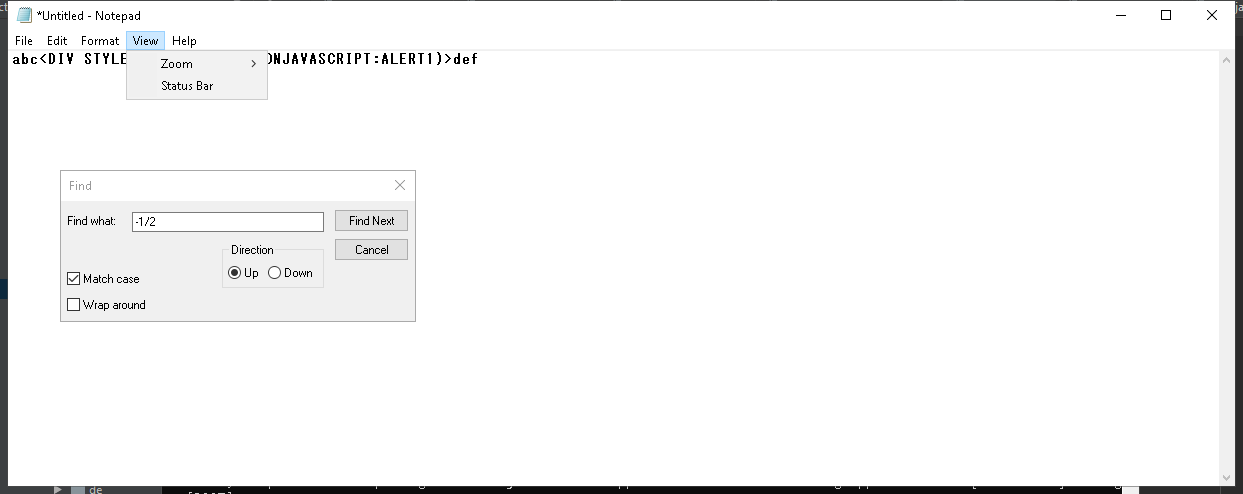 *Untitled - Notepad
File Edit Format View Help
abc<DIV STYLE ONJAVASCRIPT:ALERT1)>def
Zoom
Status Bar
Find
Find what: -1/2 Find Next
Cancel
Direction
Up Down
Match case
Wrap around
de